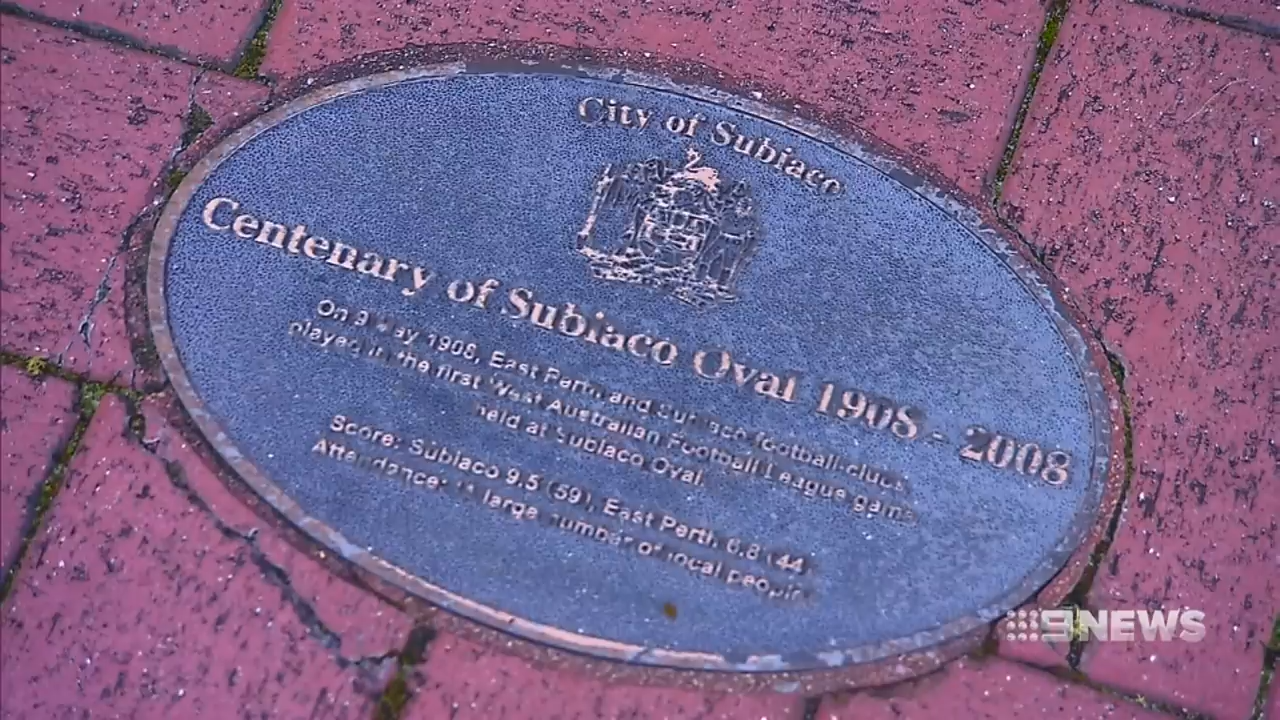 City of Subiaco
Centenary of Subiaco Oval 1908 - 2008
On 9 May 1908, East Perth and Subiaco football clubs
played in the first West Australian Football League game
held at Subiaco Oval.
Score: Subiaco 9.5 (59), East Perth 6.8 (44)
Attendance: "A large number of local people"
9NEWS